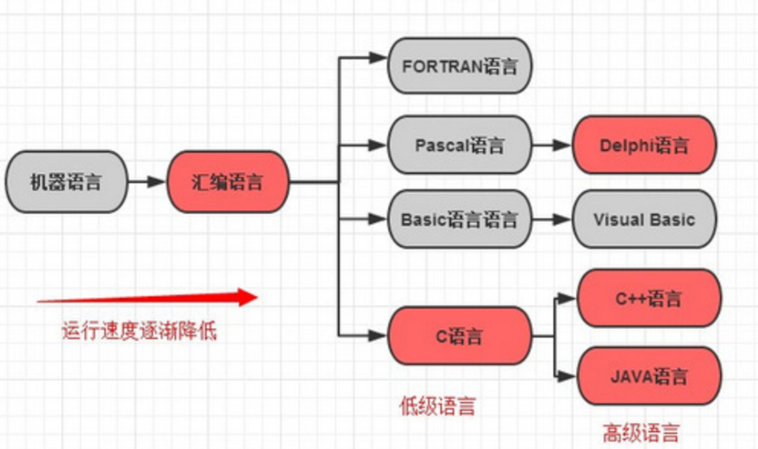 FORTRAN语言
Pascal语言
Delphi语言
机器语言
汇编语言
Basic语言语言
Visual Basic
C++语言
运行速度逐渐降低
C语言
JAVA语言
低级语言
高级语言